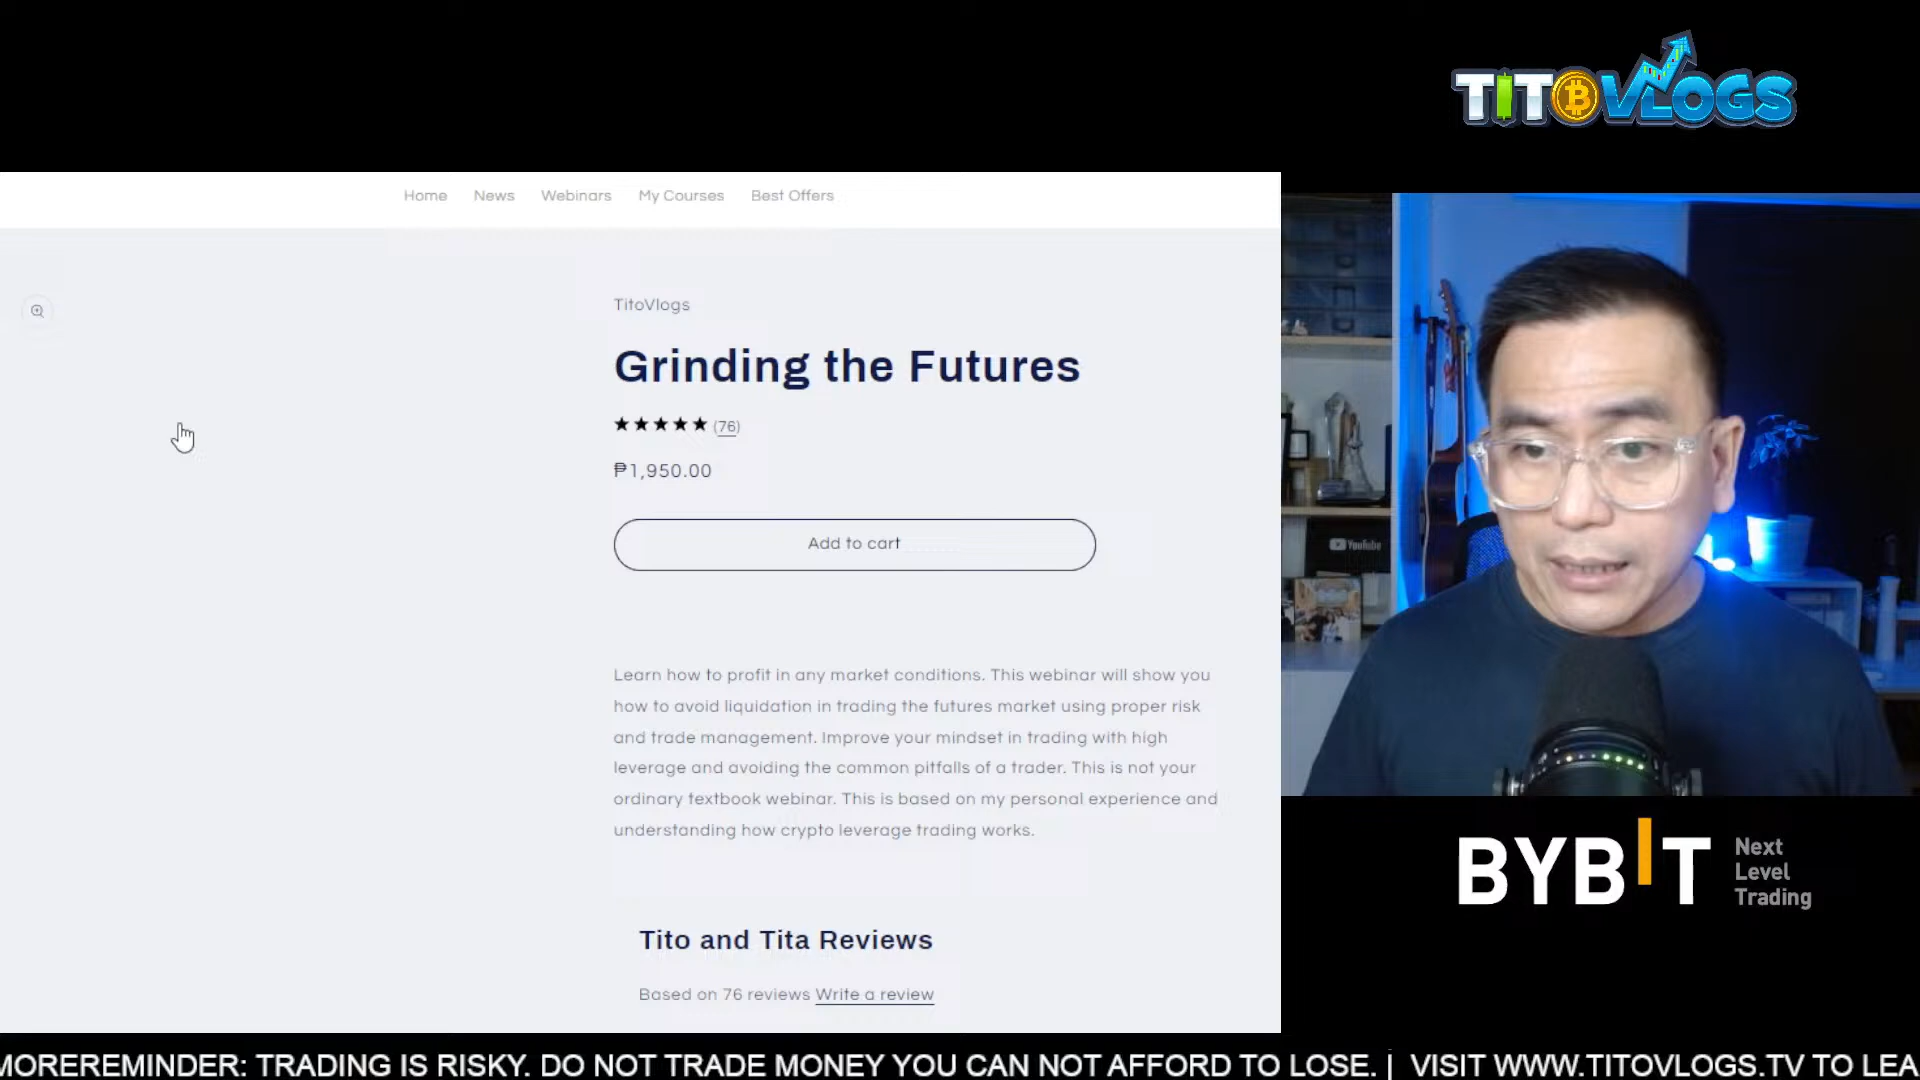 TITOVLOGS
Home News Webinars My Courses Best Offers
TitoVlogs
Grinding the Futures
★★★★★ (76)
₱1,950.00
Add to cart
Learn how to profit in any market conditions. This webinar will show you
how to avoid liquidation in trading the futures market using proper risk
and trade management. Improve your mindset in trading with high
leverage and avoiding the common pitfalls of a trader. This is not your
ordinary textbook webinar. This is based on my personal experience and
understanding how crypto leverage trading works.
Tito and Tita Reviews
Based on 76 reviews Write a review
YouTube
BYBIT
Next
Level
Trading
MOREREMINDER: TRADING IS RISKY. DO NOT TRADE MONEY YOU CAN NOT AFFORD TO LOSE. | VISIT WWW.TITOVLOGS.TV TO LEA